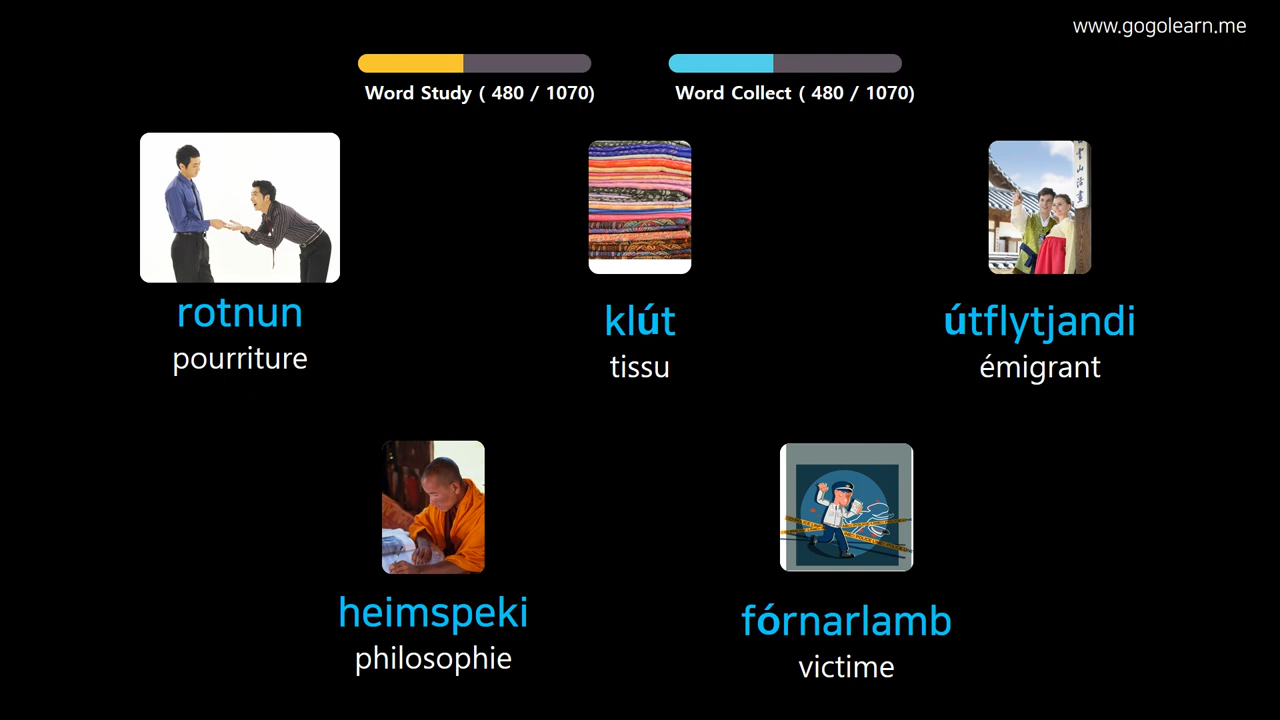 www.gogolearn.me
Word Study ( 480 / 1070)
Word Collect ( 480 / 1070)
rotnun
pourriture
klút
tissu
útflytjandi
émigrant
heimspeki
philosophie
fórnarlamb
victime